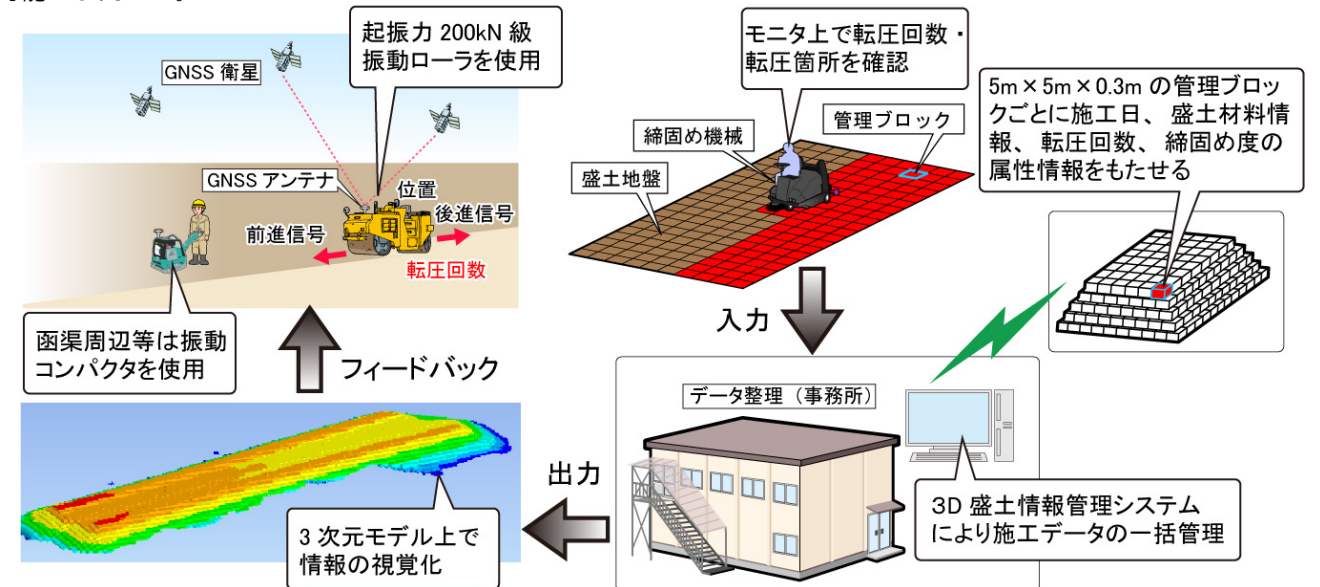 起振力 200kN 級
振動ローラを使用
GNSS 衛星
GNSS アンテナ
位置
後進信号
前進信号
転圧回数
函渠周辺等は振動
コンパクタを使用
モニタ上で転圧回数・
転圧箇所を確認
締固め機械
管理ブロック
盛土地盤
5m×5m×0.3m の管理ブロッ
クごとに施工日、盛土材料情
報、転圧回数、締固め度の
属性情報をもたせる
入力
データ整理（事務所）
3D 盛土情報管理システム
により施工データの一括管理
出力
3 次元モデル上で
情報の視覚化
フィードバック